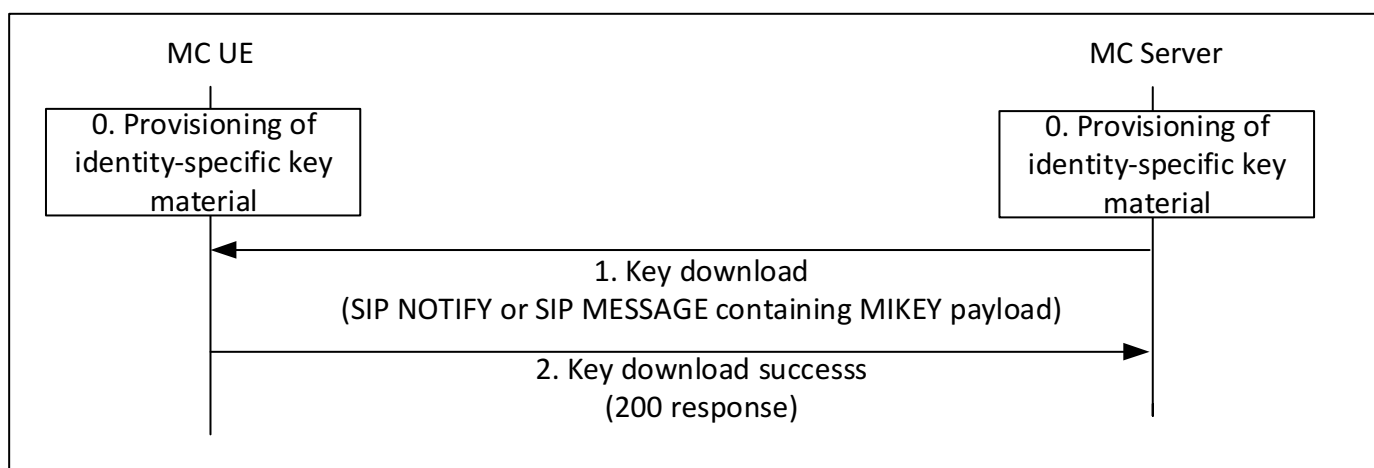 MC UE
MC Server
0. Provisioning of
identity-specific key
material
0. Provisioning of
identity-specific key
material
1. Key download
(SIP NOTIFY or SIP MESSAGE containing MIKEY payload)
2. Key download successs
(200 response)